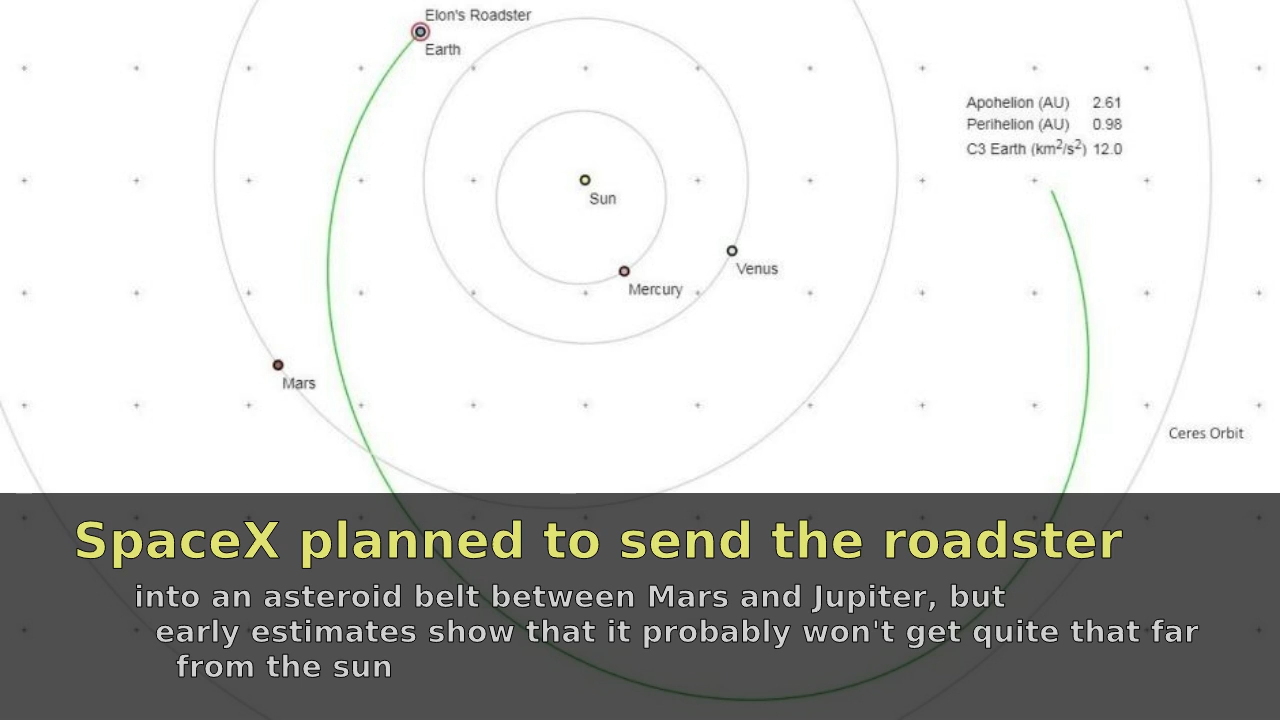 Elon's Roadster
Earth
Apohelion (AU) 2.61
Perihelion (AU) 0.98
C3 Earth (km²/s²) 12.0
Sun
Venus
Mercury
Mars
Ceres Orbit
SpaceX planned to send the roadster
into an asteroid belt between Mars and Jupiter, but
early estimates show that it probably won't get quite that far
from the sun